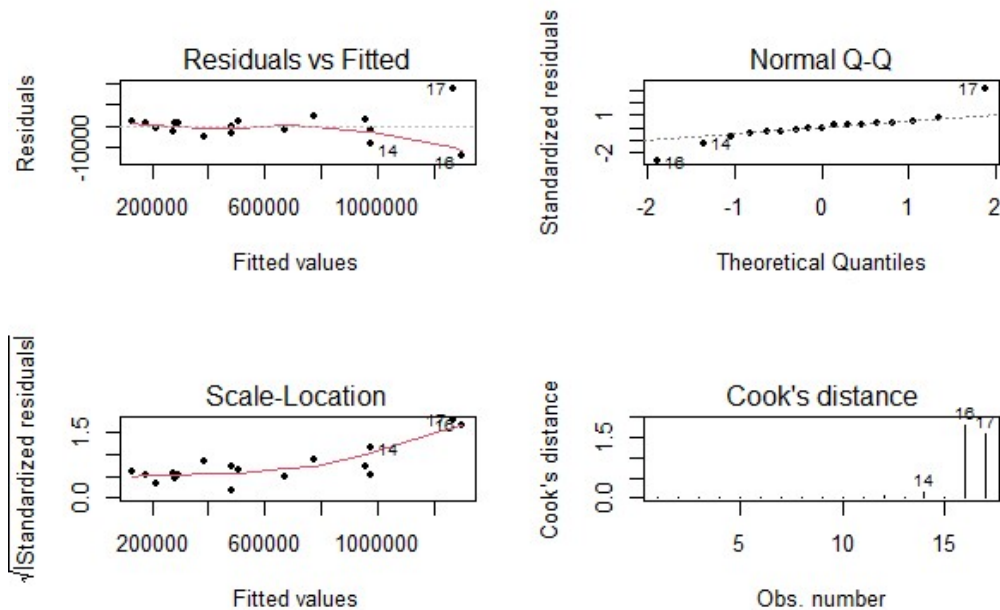 Residuals vs Fitted
Residuals
-10000
17
14
16
200000 600000 1000000
Fitted values
Normal Q-Q
Standardized residuals
-2 1
17
14
16
-2 -1 0 1 2
Theoretical Quantiles
Scale-Location
√|Standardized residuals|
0.0 1.5
17
16
14
200000 600000 1000000
Fitted values
Cook's distance
Cook's distance
0.0 1.5
16
17
14
5 10 15
Obs. number